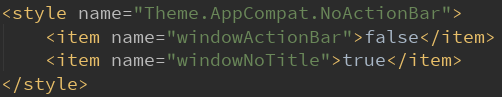 <style name="Theme.AppCompat.NoActionBar">
    <item name="windowActionBar">false</item>
    <item name="windowNoTitle">true</item>
</style>